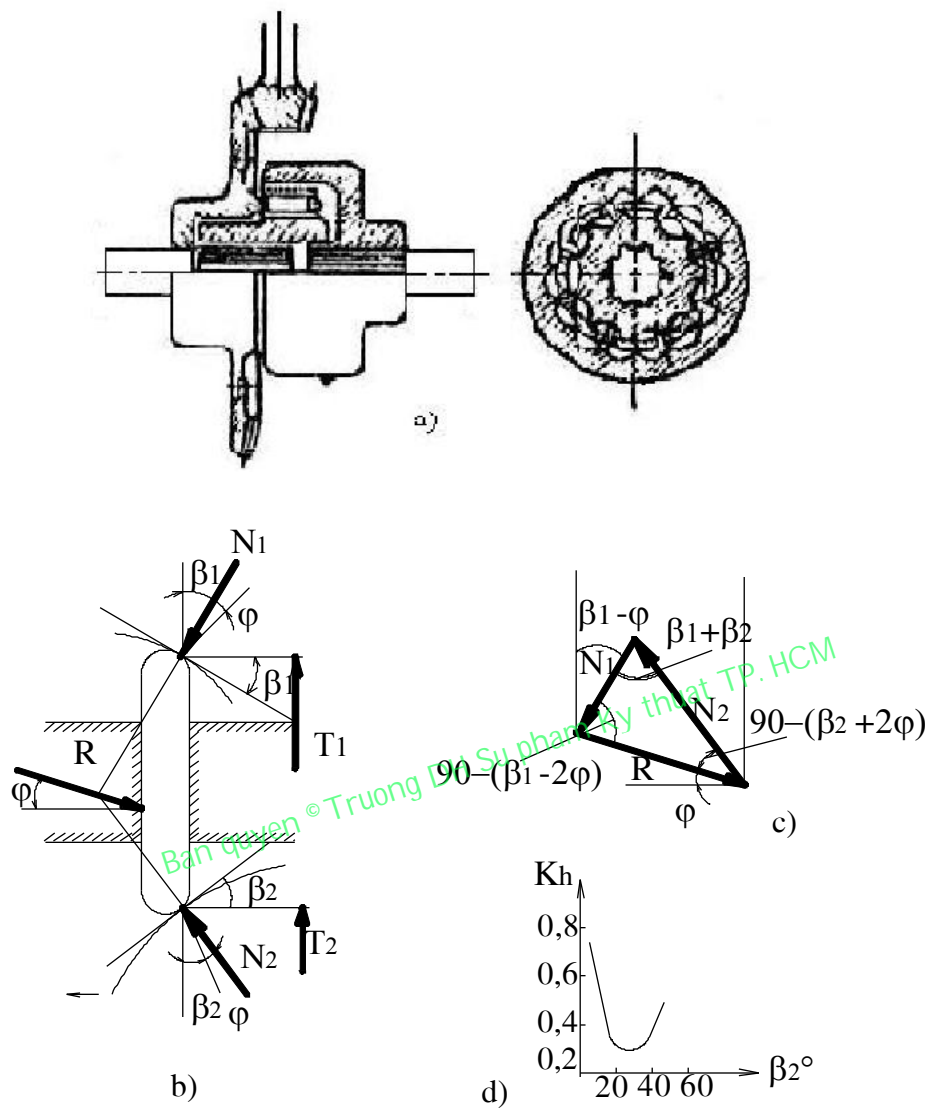 a)
N1
β1
φ
β1
T1
R
φ
β2
T2
N2
β2 φ
b)
β1-φ
β1+β2
N1
N2
90–(β2 +2φ)
90–(β1 -2φ)
R
φ
c)
Ban quyen © Truong DH Su pham Ky thuat TP. HCM
Kh
0,8
0,6
0,4
0,2
20 40 60
β2°
d)